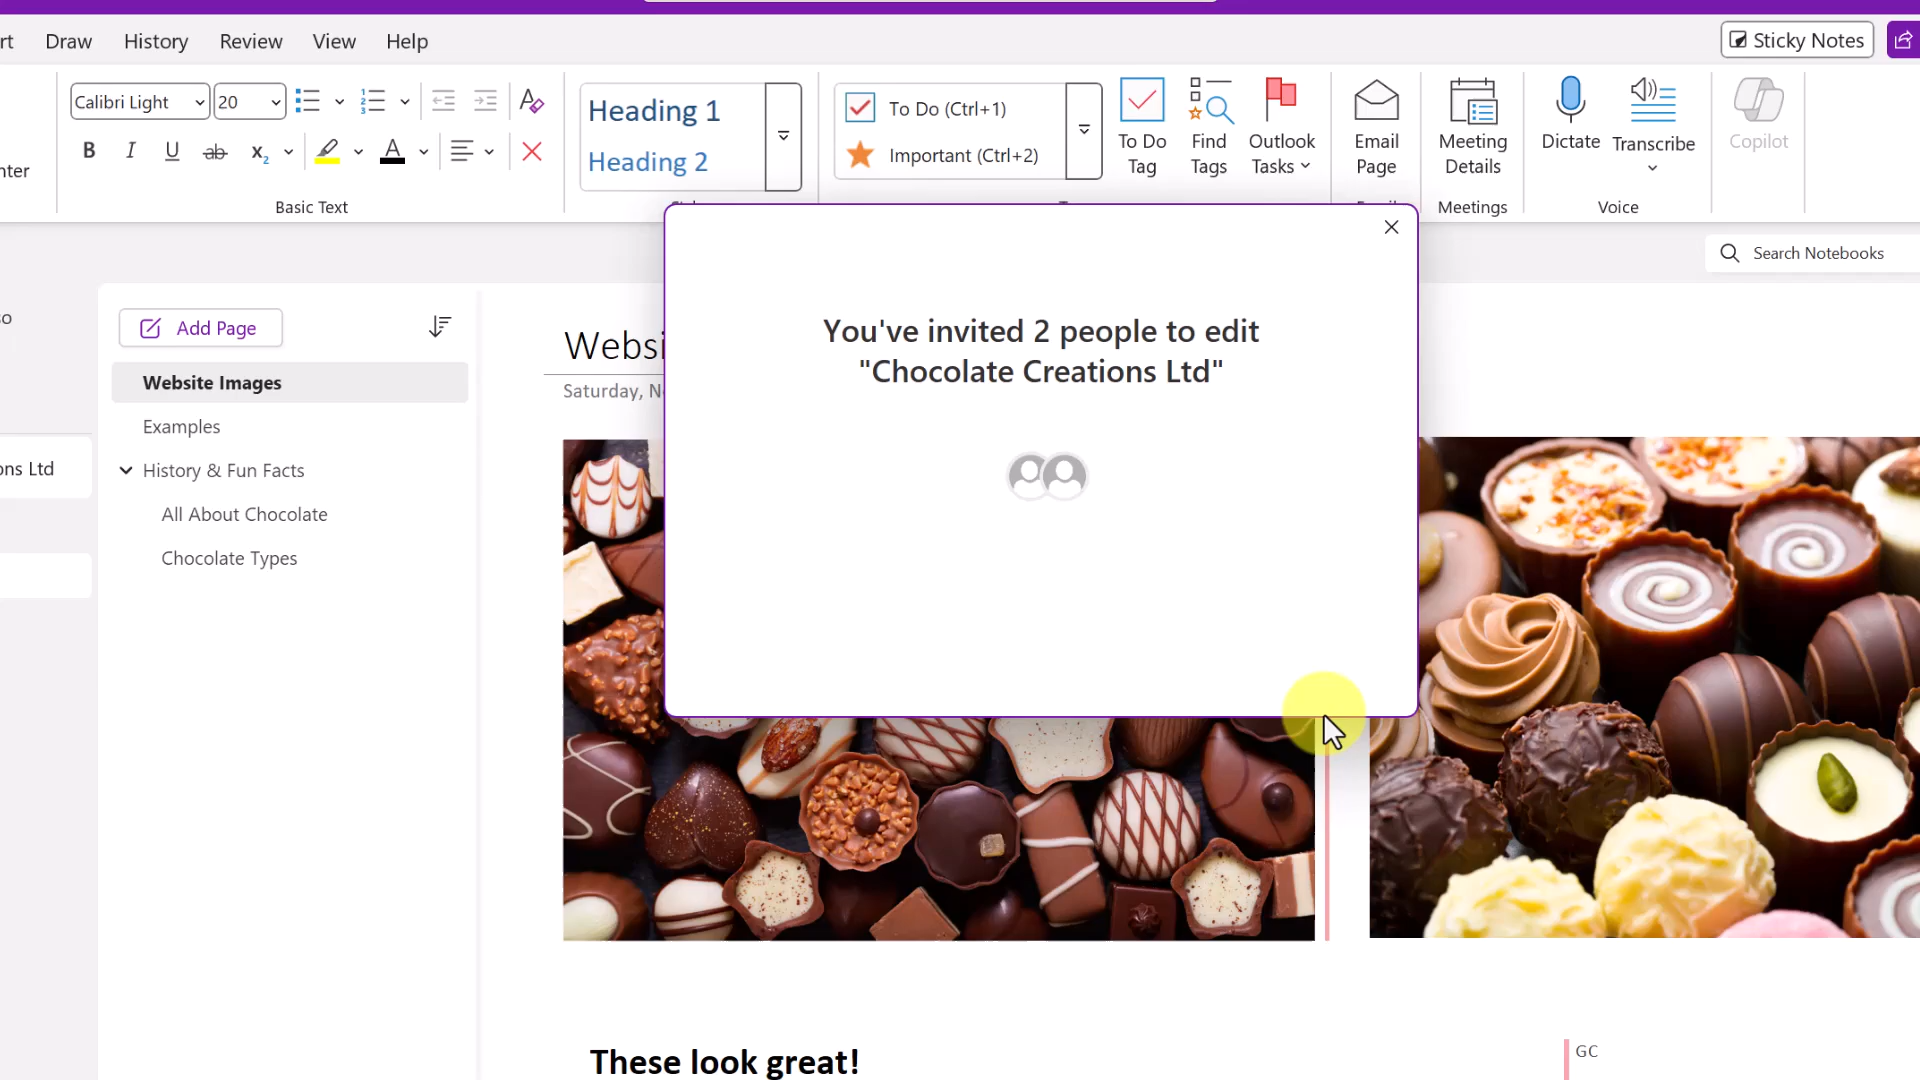 rt Draw History Review View Help Sticky Notes
Calibri Light 20
Heading 1
Heading 2
To Do (Ctrl+1)
Important (Ctrl+2)
To Do
Tag
Find
Tags
Outlook
Tasks
Email
Page
Meeting
Details
Dictate
Transcribe
Copilot
nter
B I U ab x2 A
Basic Text
Meetings
Voice
Search Notebooks
so
ons Ltd
Add Page
Website Images
Examples
History & Fun Facts
All About Chocolate
Chocolate Types
Websi
Saturday, N
You've invited 2 people to edit
"Chocolate Creations Ltd"
These look great!
GC